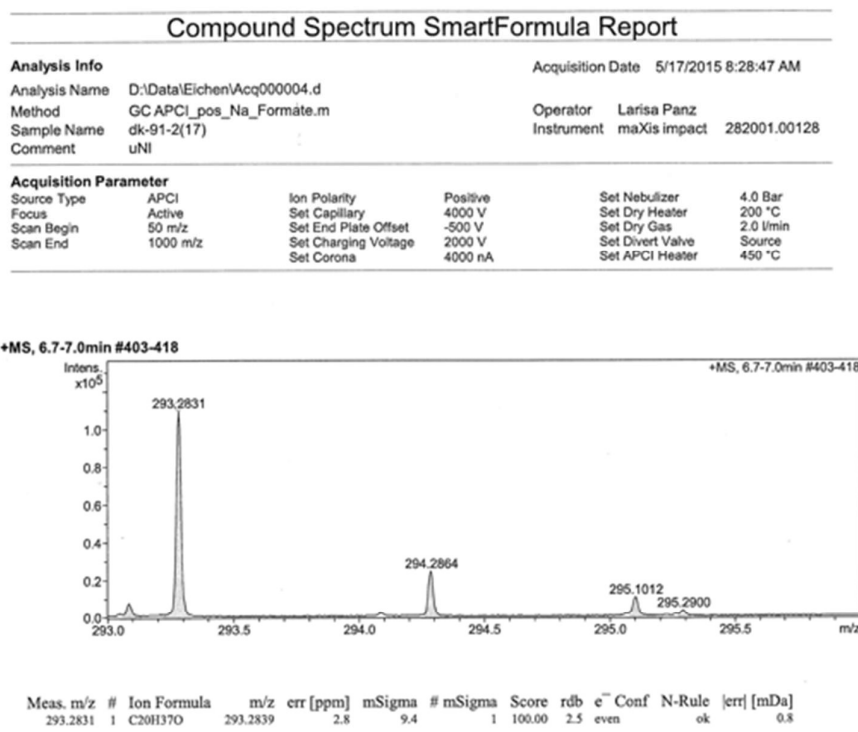 Compound Spectrum SmartFormula Report
Analysis Info Acquisition Date 5/17/2015 8:28:47 AM
Analysis Name D:\Data\Eichen\Acq000004.d
Method GC APCI_pos_Na_Formate.m Operator Larisa Panz
Sample Name dk-91-2(17) Instrument maXis impact 282001.00128
Comment uNI
Acquisition Parameter
Source Type APCI Ion Polarity Positive Set Nebulizer 4.0 Bar
Focus Active Set Capillary 4000 V Set Dry Heater 200 °C
Scan Begin 50 m/z Set End Plate Offset -500 V Set Dry Gas 2.0 l/min
Scan End 1000 m/z Set Charging Voltage 2000 V Set Divert Valve Source
Set Corona 4000 nA Set APCI Heater 450 °C
+MS, 6.7-7.0min #403-418
Intens. +MS, 6.7-7.0min #403-418
x10⁵
293.2831
1.0
0.8
0.6
0.4
294.2864
0.2
295.1012
295.2900
0.0
293.0 293.5 294.0 294.5 295.0 295.5 m/z
Meas. m/z # Ion Formula m/z err [ppm] mSigma # mSigma Score rdb e⁻ Conf N-Rule |err| [mDa]
293.2831 1 C20H37O 293.2839 2.8 9.4 1 100.00 2.5 even ok 0.8